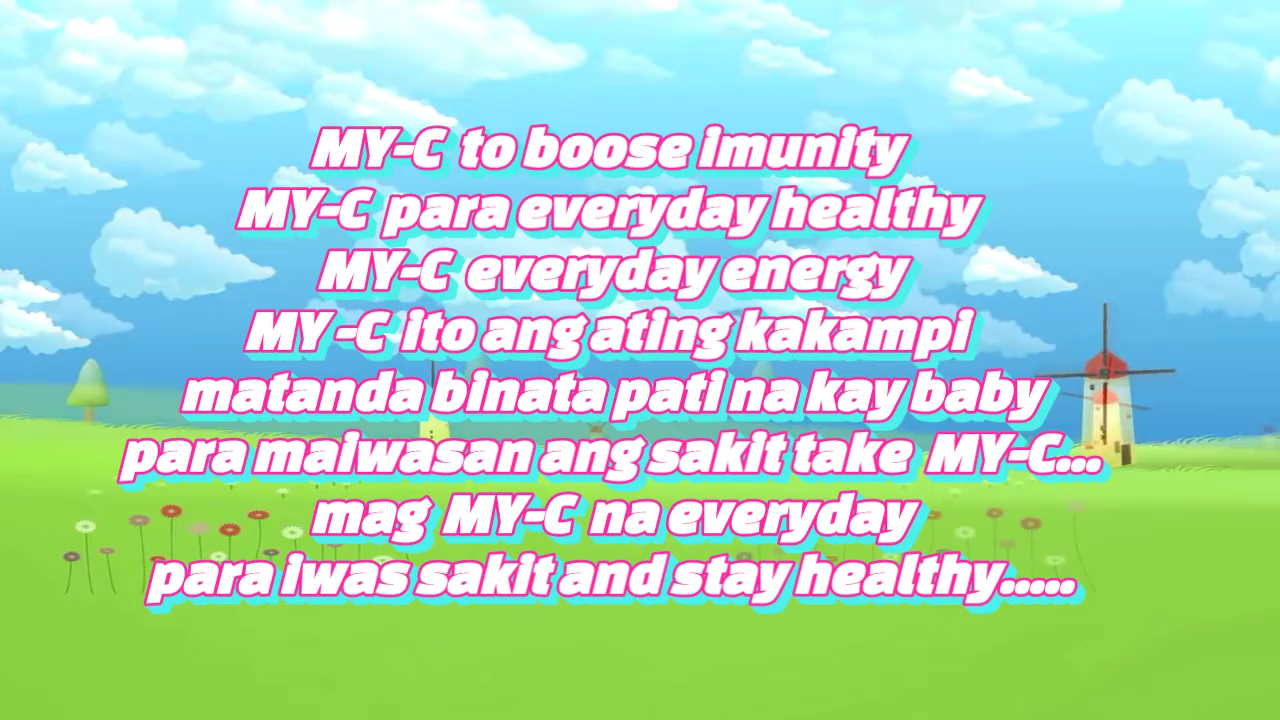 MY-C to boose imunity
MY-C para everyday healthy
MY-C everyday energy
MY -C ito ang ating kakampi
matanda binata pati na kay baby
para maiwasan ang sakit take MY-C...
mag MY-C na everyday
para iwas sakit and stay healthy.....